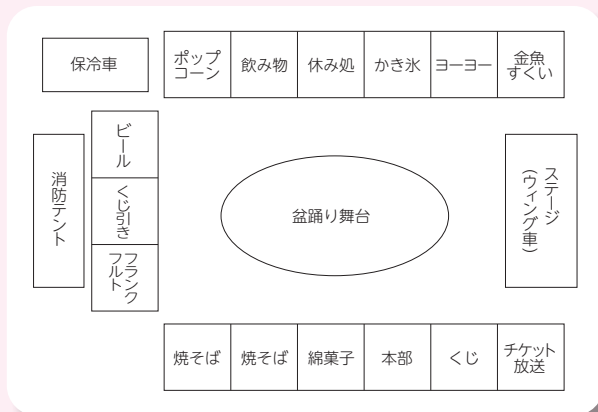 保冷車
ポップ
コーン
飲み物
休み処
かき氷
ヨーヨー
金魚
すくい
ビール
くじ引き
フランク
フルト
消防テント
盆踊り舞台
ステージ
(ウィング車)
焼そば
焼そば
綿菓子
本部
くじ
チケット
放送